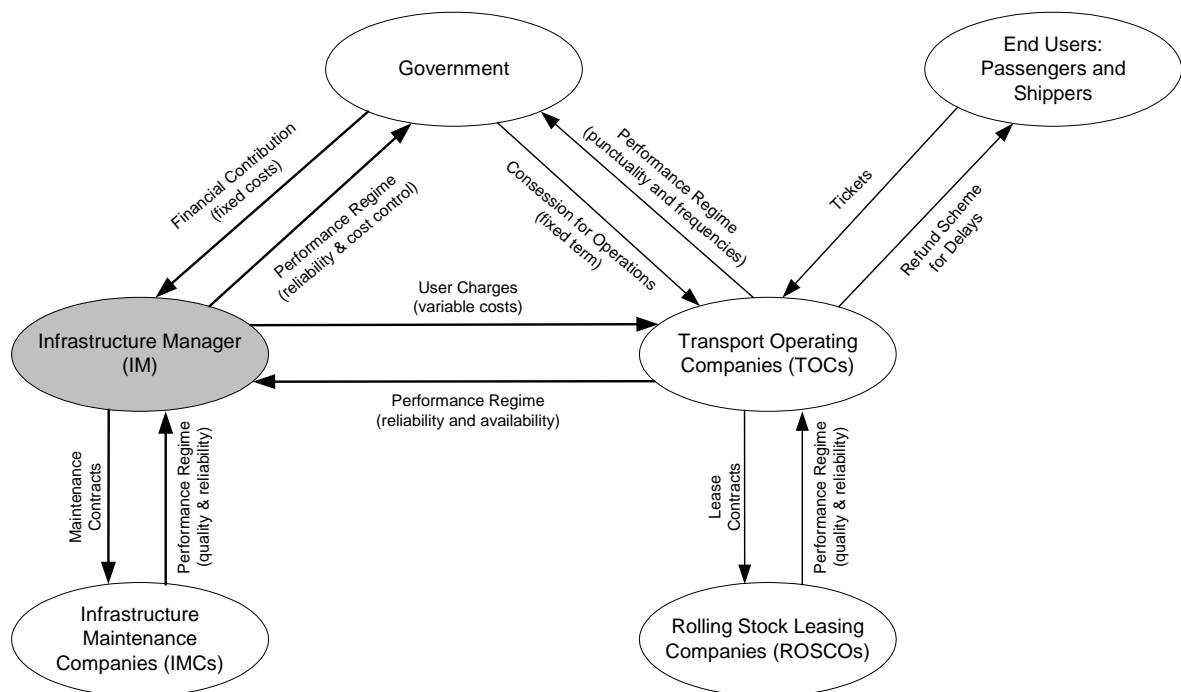 Government
End Users:
Passengers and
Shippers
Financial Contribution
(fixed costs)
Performance Regime
(reliability & cost control)
Consession for Operations
(fixed term)
Performance Regime
(punctuality and frequencies)
Tickets
Refund Scheme
for Delays
User Charges
(variable costs)
Infrastructure Manager
(IM)
Transport Operating
Companies (TOCs)
Performance Regime
(reliability and availability)
Maintenance
Contracts
Performance Regime
(quality & reliability)
Lease
Contracts
Performance Regime
(quality & reliability)
Infrastructure
Maintenance
Companies (IMCs)
Rolling Stock Leasing
Companies (ROSCOs)